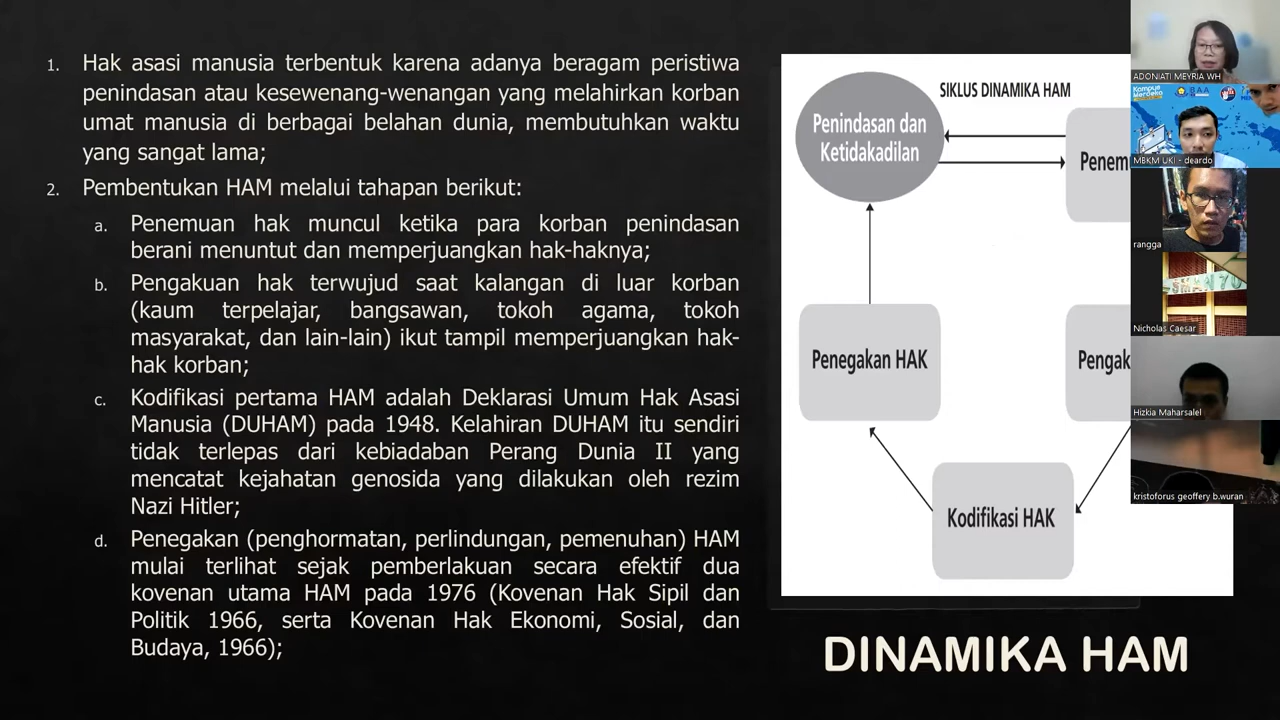 1. Hak asasi manusia terbentuk karena adanya beragam peristiwa
penindasan atau kesewenang-wenangan yang melahirkan korban
umat manusia di berbagai belahan dunia, membutuhkan waktu
yang sangat lama;
2. Pembentukan HAM melalui tahapan berikut:
a. Penemuan hak muncul ketika para korban penindasan
berani menuntut dan memperjuangkan hak-haknya;
b. Pengakuan hak terwujud saat kalangan di luar korban
(kaum terpelajar, bangsawan, tokoh agama, tokoh
masyarakat, dan lain-lain) ikut tampil memperjuangkan hak-
hak korban;
c. Kodifikasi pertama HAM adalah Deklarasi Umum Hak Asasi
Manusia (DUHAM) pada 1948. Kelahiran DUHAM itu sendiri
tidak terlepas dari kebiadaban Perang Dunia II yang
mencatat kejahatan genosida yang dilakukan oleh rezim
Nazi Hitler;
d. Penegakan (penghormatan, perlindungan, pemenuhan) HAM
mulai terlihat sejak pemberlakuan secara efektif dua
kovenan utama HAM pada 1976 (Kovenan Hak Sipil dan
Politik 1966, serta Kovenan Hak Ekonomi, Sosial, dan
Budaya, 1966);
SIKLUS DINAMIKA HAM
Penindasan dan
Ketidakadilan
Penem
Penegakan HAK
Pengak
Kodifikasi HAK
DINAMIKA HAM
ADONIATI MEYRIA WH
Kampus
Merdeka
BAA
MBKM UKI - deardo
rangga
Nicholas Caesar
Hizkia Maharsalel
kristoforus geoffery b.wuran